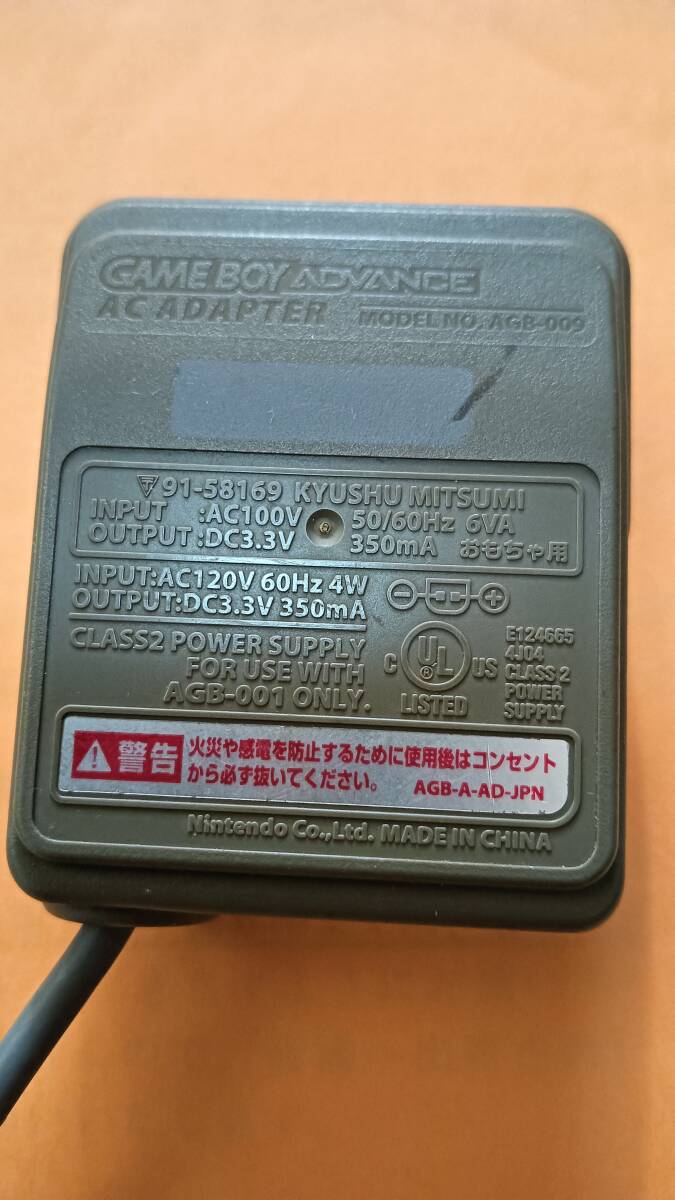 GAME BOY ADVANCE
AC ADAPTER MODEL NO. AGB-009
T 91-58169 KYUSHU MITSUMI
INPUT :AC100V 50/60Hz 6VA
OUTPUT :DC3.3V 350mA おもちゃ用
INPUT:AC120V 60Hz 4W
OUTPUT:DC3.3V 350mA
CLASS2 POWER SUPPLY
FOR USE WITH
AGB-001 ONLY.
C UL® US
LISTED
E124665
4J04
CLASS 2
POWER
SUPPLY
警告 火災や感電を防止するために使用後はコンセント
から必ず抜いてください。 AGB-A-AD-JPN
Nintendo Co.,Ltd. MADE IN CHINA